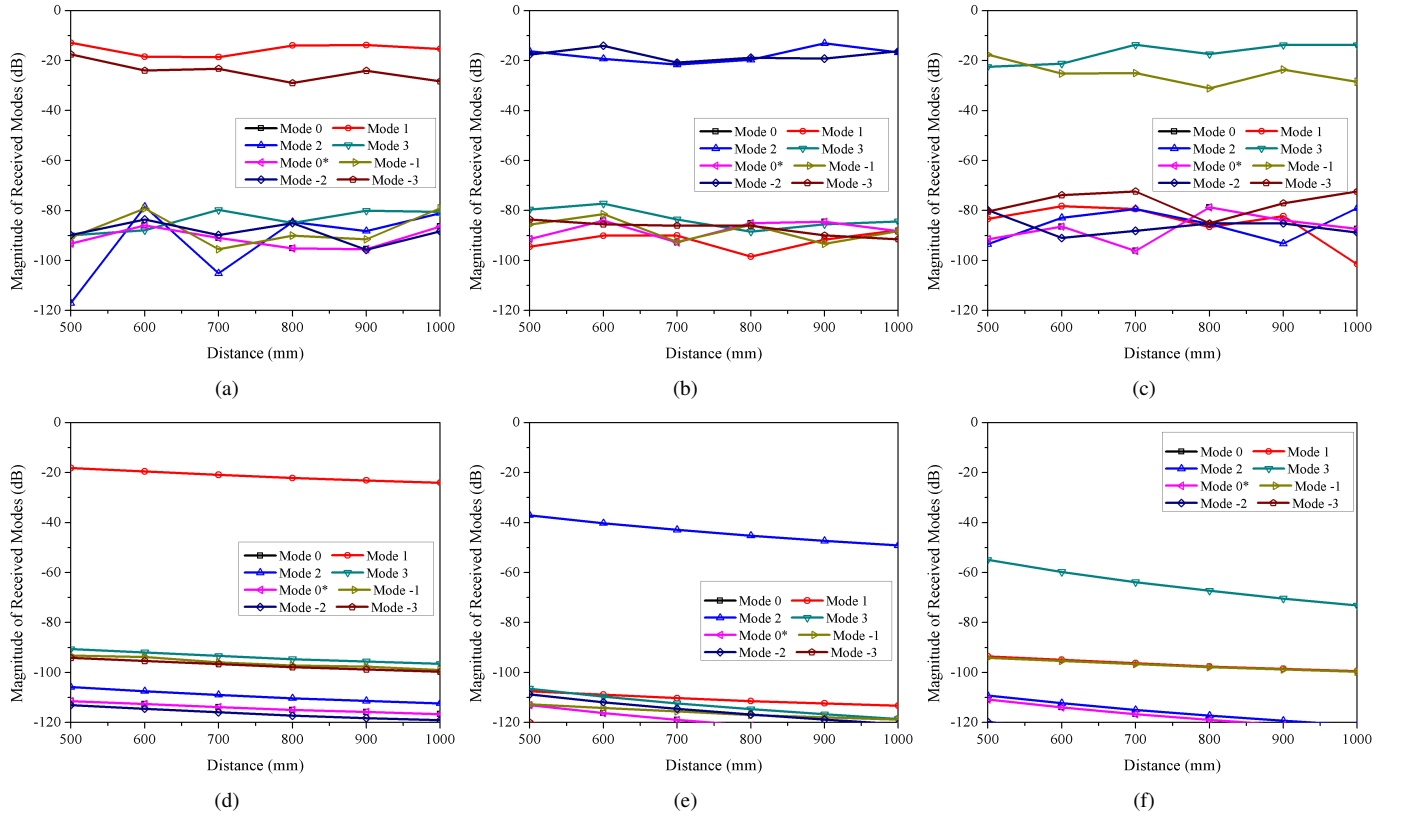 Magnitude of Received Modes (dB)
0
-20
-40
-60
-80
-100
-120
500 600 700 800 900 1000
Distance (mm)
Mode 0 Mode 1
Mode 2 Mode 3
Mode 0* Mode -1
Mode -2 Mode -3
(a)
Magnitude of Received Modes (dB)
0
-20
-40
-60
-80
-100
-120
500 600 700 800 900 1000
Distance (mm)
Mode 0 Mode 1
Mode 2 Mode 3
Mode 0* Mode -1
Mode -2 Mode -3
(b)
Magnitude of Received Modes (dB)
0
-20
-40
-60
-80
-100
-120
500 600 700 800 900 1000
Distance (mm)
Mode 0 Mode 1
Mode 2 Mode 3
Mode 0* Mode -1
Mode -2 Mode -3
(c)
Magnitude of Received Modes (dB)
0
-20
-40
-60
-80
-100
-120
500 600 700 800 900 1000
Distance (mm)
Mode 0 Mode 1
Mode 2 Mode 3
Mode 0* Mode -1
Mode -2 Mode -3
(d)
Magnitude of Received Modes (dB)
0
-20
-40
-60
-80
-100
-120
500 600 700 800 900 1000
Distance (mm)
Mode 0 Mode 1
Mode 2 Mode 3
Mode 0* Mode -1
Mode -2 Mode -3
(e)
Magnitude of Received Modes (dB)
0
-20
-40
-60
-80
-100
-120
500 600 700 800 900 1000
Distance (mm)
Mode 0 Mode 1
Mode 2 Mode 3
Mode 0* Mode -1
Mode -2 Mode -3
(f)